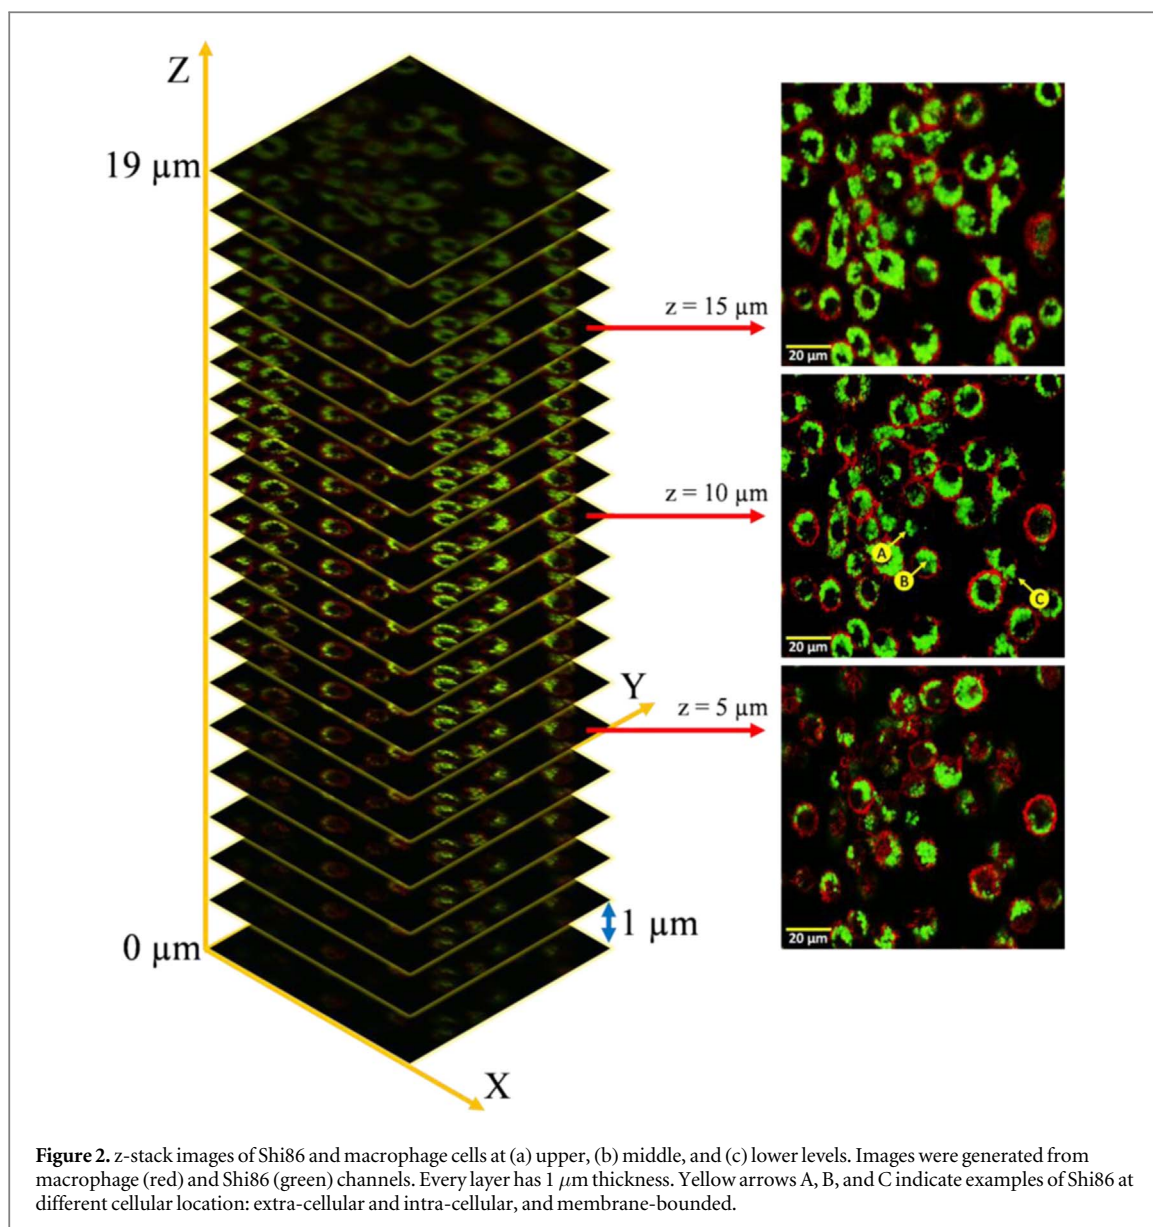 Z
19 μm
z = 15 μm
20 μm
z = 10 μm
A
B
C
20 μm
Y
z = 5 μm
20 μm
1 μm
0 μm
X
Figure 2. z-stack images of Shi86 and macrophage cells at (a) upper, (b) middle, and (c) lower levels. Images were generated from
macrophage (red) and Shi86 (green) channels. Every layer has 1 μm thickness. Yellow arrows A, B, and C indicate examples of Shi86 at
different cellular location: extra-cellular and intra-cellular, and membrane-bounded.